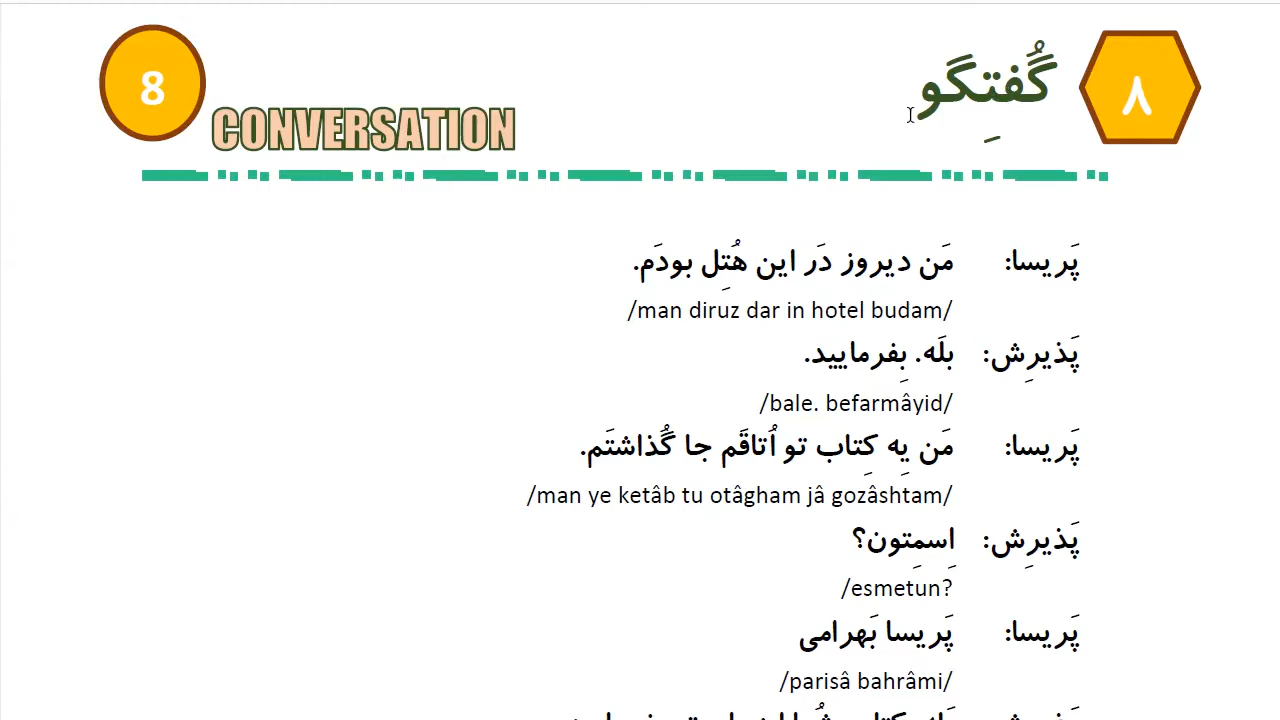 8
CONVERSATION
گُفتِگو
۸
پَریسا: مَن دیروز دَر این هُتِل بودَم.
/man diruz dar in hotel budam/
پَذیرِش: بلَه. بِفرمایید.
/bale. befarmâyid/
پَریسا: مَن یِه کِتاب تو اُتاقَم جا گُذاشتَم.
/man ye ketâb tu otâgham jâ gozâshtam/
پَذیرِش: اِسمِتون؟
/esmetun?
پَریسا: پَریسا بَهرامی
/parisâ bahrâmi/